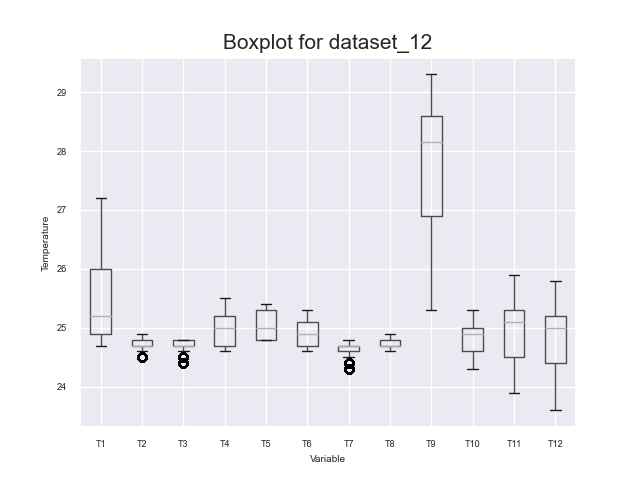 Boxplot for dataset_12
Temperature
29
28
27
26
25
24
T1 T2 T3 T4 T5 T6 T7 T8 T9 T10 T11 T12
Variable